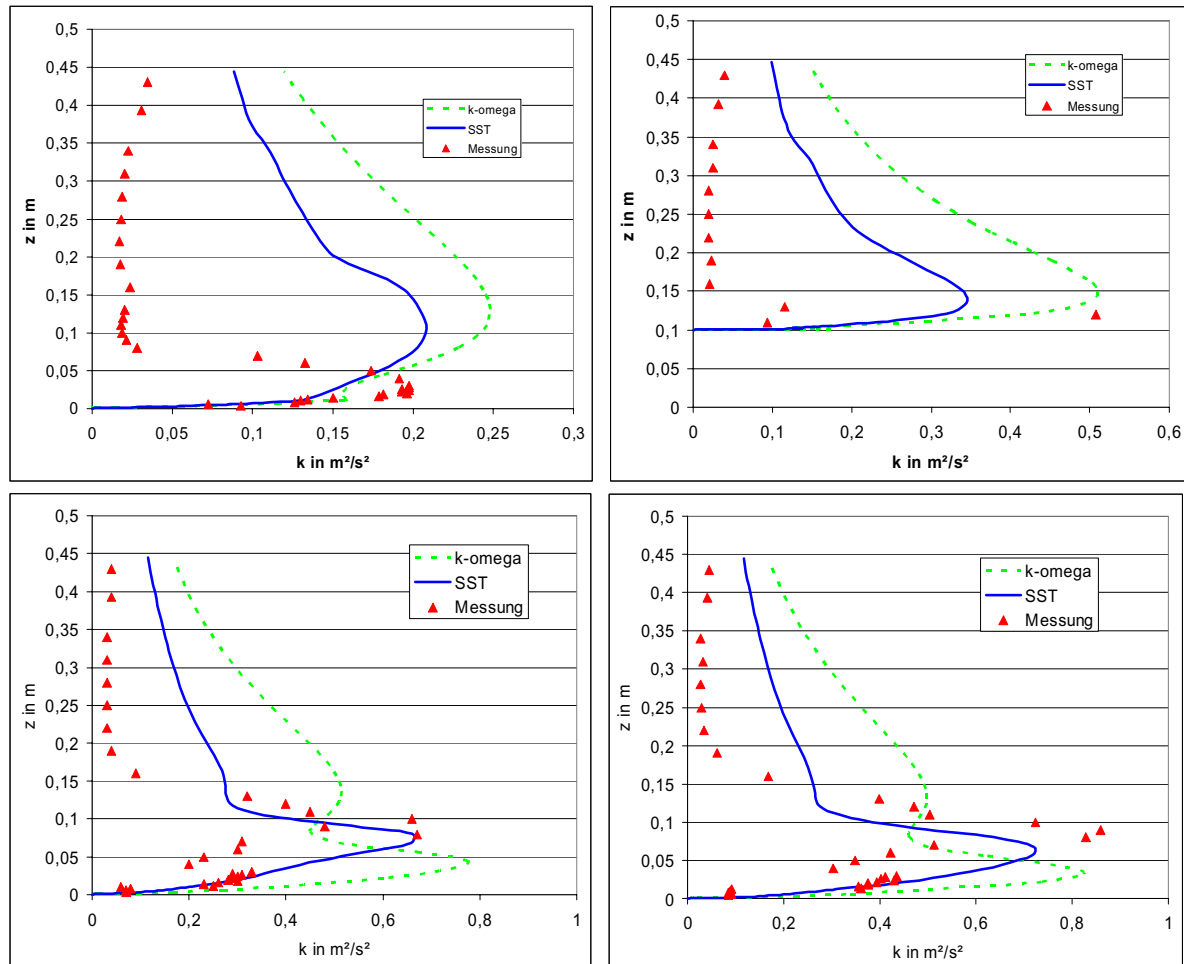 0,5
0,45
0,4
0,35
0,3
0,25
0,2
0,15
0,1
0,05
0
z in m
k-omega
SST
Messung
0 0,05 0,1 0,15 0,2 0,25 0,3
k in m²/s²
0,5
0,45
0,4
0,35
0,3
0,25
0,2
0,15
0,1
0,05
0
z in m
k-omega
SST
Messung
0 0,1 0,2 0,3 0,4 0,5 0,6
k in m²/s²
0,5
0,45
0,4
0,35
0,3
0,25
0,2
0,15
0,1
0,05
0
z in m
k-omega
SST
Messung
0 0,2 0,4 0,6 0,8 1
k in m²/s²
0,5
0,45
0,4
0,35
0,3
0,25
0,2
0,15
0,1
0,05
0
z in m
k-omega
SST
Messung
0 0,2 0,4 0,6 0,8 1
k in m²/s²